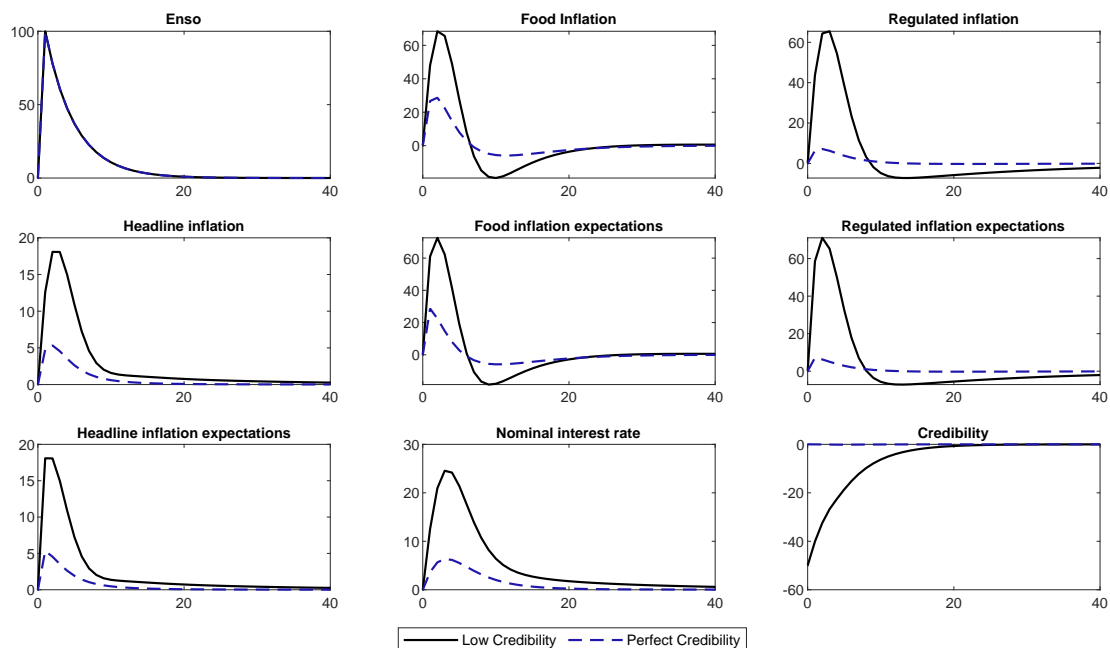 Enso
100
50
0
0 20 40
Food Inflation
60
40
20
0
0 20 40
Regulated inflation
60
40
20
0
0 20 40
Headline inflation
20
15
10
5
0
0 20 40
Food inflation expectations
60
40
20
0
0 20 40
Regulated inflation expectations
60
40
20
0
0 20 40
Headline inflation expectations
20
15
10
5
0
0 20 40
Nominal interest rate
30
20
10
0
0 20 40
Credibility
0
-20
-40
-60
0 20 40
Low Credibility Perfect Credibility